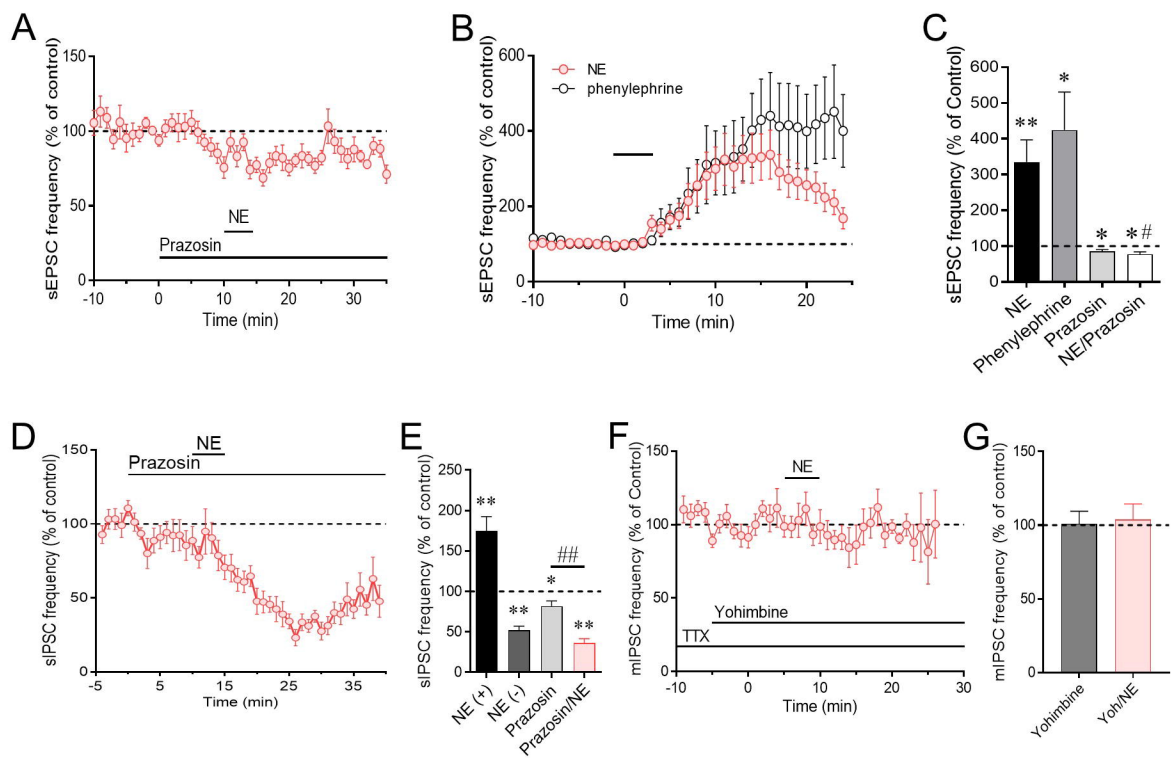 A
sEPSC frequency (% of control)
150
100
50
0
NE
Prazosin
-10
0
10
20
30
Time (min)
B
sEPSC frequency (% of control)
600
400
200
0
NE
phenylephrine
-10
0
10
20
Time (min)
C
sEPSC frequency (% of Control)
600
500
400
300
200
100
0
**
*
*
*#
NE
Phenylephrine
Prazosin
NE/Prazosin
D
sIPSC frequency (% of control)
150
100
50
0
NE
Prazosin
-5
5
15
25
35
Time (min)
E
sIPSC frequency (% of control)
250
200
150
100
50
0
**
**
*
##
**
NE (+)
NE (-)
Prazosin
Prazosin/NE
F
mIPSC frequency (% of Control)
150
100
50
0
NE
Yohimbine
TTX
-10
0
10
20
30
Time (min)
G
mIPSC frequency (% of control)
150
100
50
0
Yohimbine
Yoh/NE